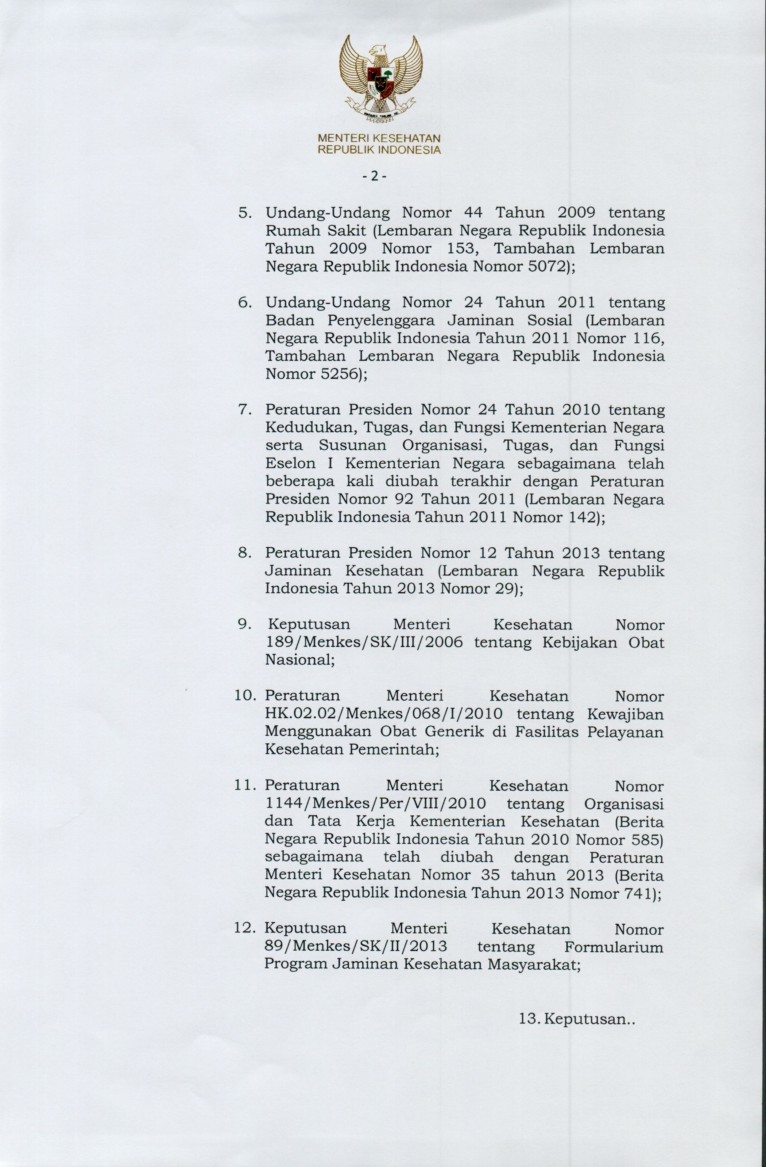 MENTERI KESEHATAN
REPUBLIK INDONESIA
- 2 -
5. Undang-Undang Nomor 44 Tahun 2009 tentang
Rumah Sakit (Lembaran Negara Republik Indonesia
Tahun 2009 Nomor 153, Tambahan Lembaran
Negara Republik Indonesia Nomor 5072);
6. Undang-Undang Nomor 24 Tahun 2011 tentang
Badan Penyelenggara Jaminan Sosial (Lembaran
Negara Republik Indonesia Tahun 2011 Nomor 116,
Tambahan Lembaran Negara Republik Indonesia
Nomor 5256);
7. Peraturan Presiden Nomor 24 Tahun 2010 tentang
Kedudukan, Tugas, dan Fungsi Kementerian Negara
serta Susunan Organisasi, Tugas, dan Fungsi
Eselon I Kementerian Negara sebagaimana telah
beberapa kali diubah terakhir dengan Peraturan
Presiden Nomor 92 Tahun 2011 (Lembaran Negara
Republik Indonesia Tahun 2011 Nomor 142);
8. Peraturan Presiden Nomor 12 Tahun 2013 tentang
Jaminan Kesehatan (Lembaran Negara Republik
Indonesia Tahun 2013 Nomor 29);
9. Keputusan Menteri Kesehatan Nomor
189/Menkes/SK/III/2006 tentang Kebijakan Obat
Nasional;
10. Peraturan Menteri Kesehatan Nomor
HK.02.02/Menkes/068/I/2010 tentang Kewajiban
Menggunakan Obat Generik di Fasilitas Pelayanan
Kesehatan Pemerintah;
11. Peraturan Menteri Kesehatan Nomor
1144/Menkes/Per/VIII/2010 tentang Organisasi
dan Tata Kerja Kementerian Kesehatan (Berita
Negara Republik Indonesia Tahun 2010 Nomor 585)
sebagaimana telah diubah dengan Peraturan
Menteri Kesehatan Nomor 35 tahun 2013 (Berita
Negara Republik Indonesia Tahun 2013 Nomor 741);
12. Keputusan Menteri Kesehatan Nomor
89/Menkes/SK/II/2013 tentang Formularium
Program Jaminan Kesehatan Masyarakat;
13. Keputusan..